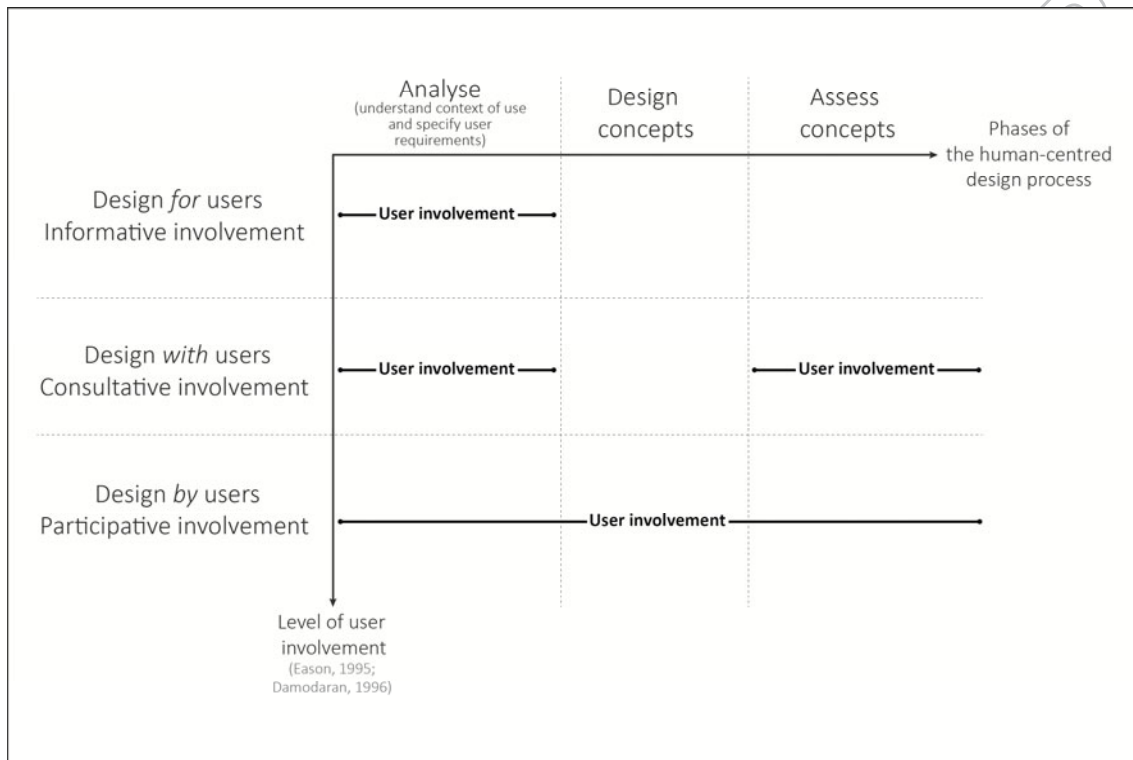 Analyse
(understand context of use
and specify user
requirements)
Design
concepts
Assess
concepts
Phases of
the human-centred
design process
Design for users
Informative involvement
User involvement
Design with users
Consultative involvement
User involvement
User involvement
Design by users
Participative involvement
User involvement
Level of user
involvement
(Eason, 1995;
Damodaran, 1996)